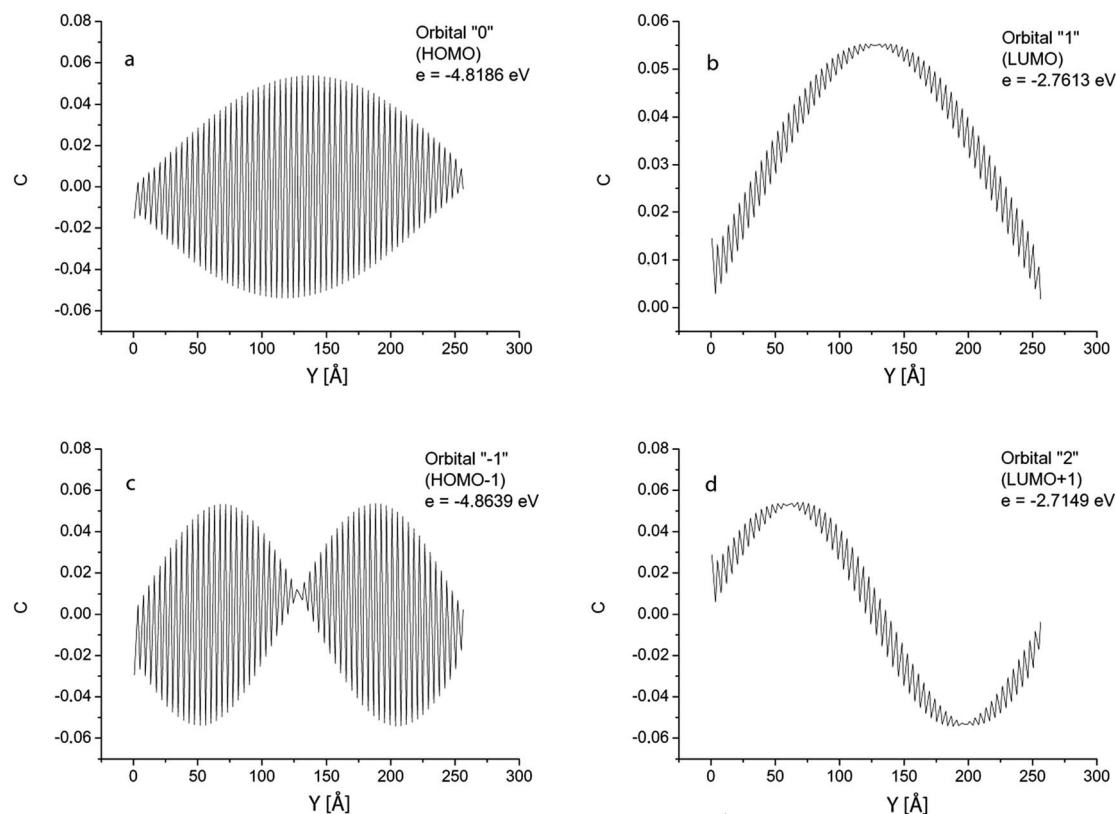 a
Orbital "0"
(HOMO)
e = -4.8186 eV
0.08
0.06
0.04
0.02
0.00
-0.02
-0.04
-0.06
C
0
50
100
150
200
250
300
Y [Å]
b
Orbital "1"
(LUMO)
e = -2.7613 eV
0.06
0.05
0.04
0.03
0.02
0.01
0.00
C
0
50
100
150
200
250
300
Y [Å]
c
Orbital "-1"
(HOMO-1)
e = -4.8639 eV
0.08
0.06
0.04
0.02
0.00
-0.02
-0.04
-0.06
C
0
50
100
150
200
250
300
Y [Å]
d
Orbital "2"
(LUMO+1)
e = -2.7149 eV
0.08
0.06
0.04
0.02
0.00
-0.02
-0.04
-0.06
C
0
50
100
150
200
250
300
Y [Å]